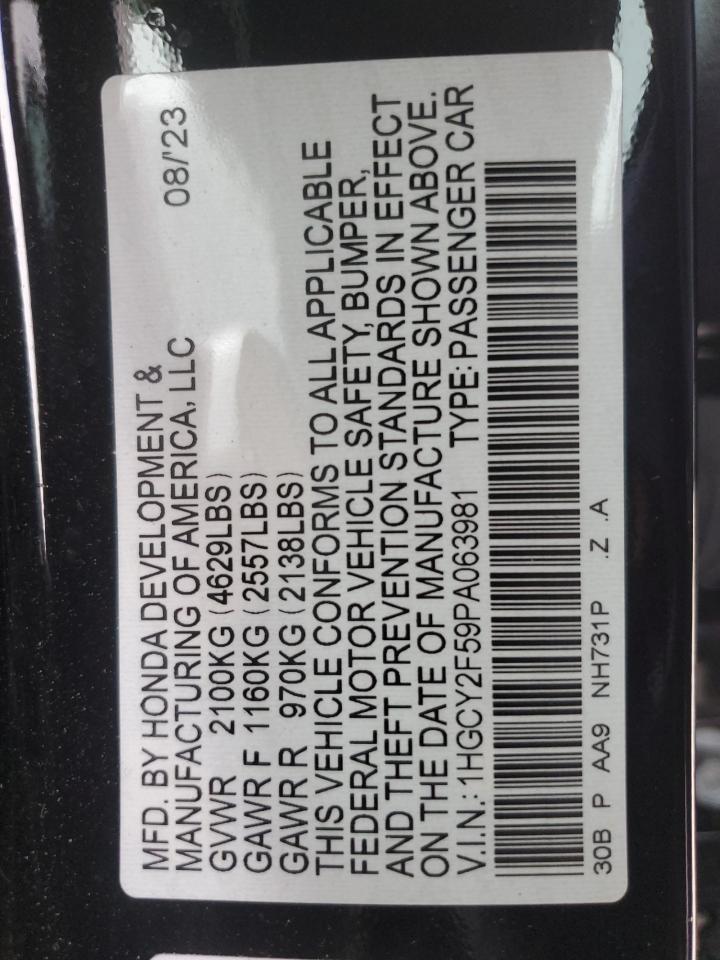 MFD. BY HONDA DEVELOPMENT & 08/'23
MANUFACTURING OF AMERICA, LLC
GVWR 2100KG (4629LBS)
GAWR F 1160KG (2557LBS)
GAWR R 970KG (2138LBS)
THIS VEHICLE CONFORMS TO ALL APPLICABLE
FEDERAL MOTOR VEHICLE SAFETY, BUMPER,
AND THEFT PREVENTION STANDARDS IN EFFECT
ON THE DATE OF MANUFACTURE SHOWN ABOVE.
V.I.N.: 1HGCY2F59PA063981 TYPE: PASSENGER CAR
30B P AA9 NH731P .Z .A